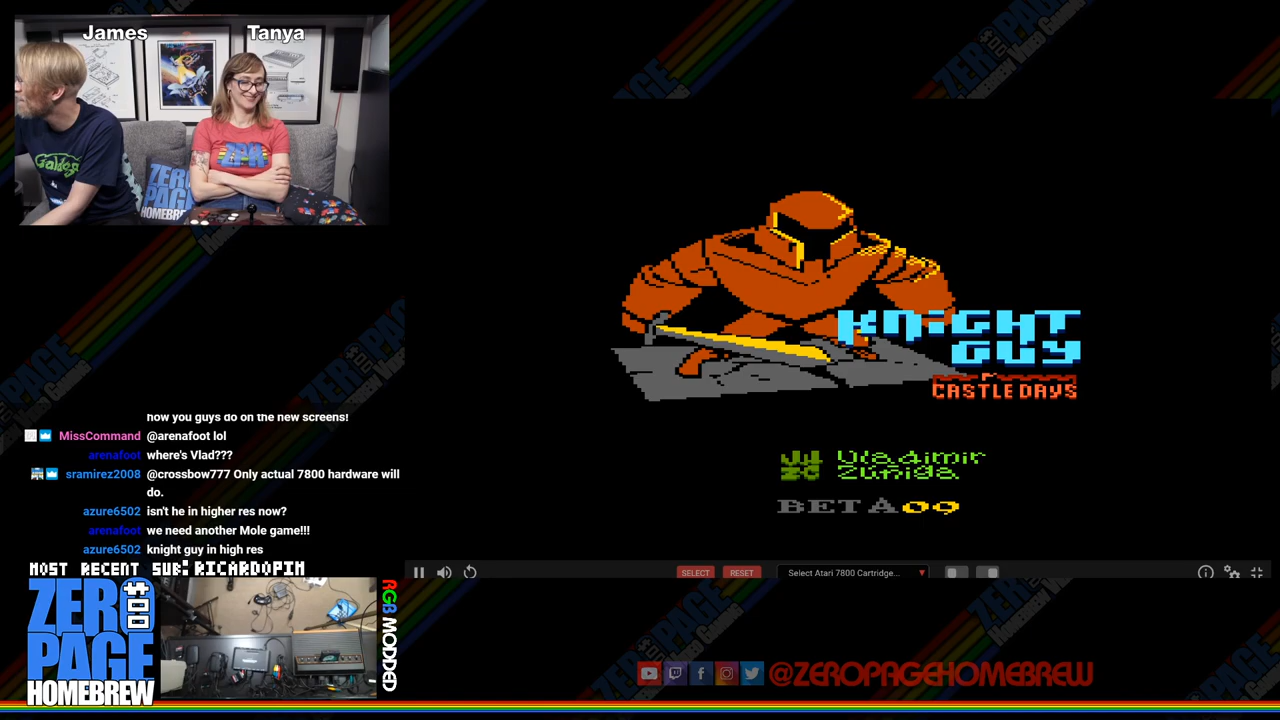 James
Tanya
ZERO
PAGE
HOMEBREW
KNIGHT
GUY
CASTLE DAYS
Vladimir
Zúñiga
BETA 09
now you guys do on the new screens!
MissCommand @arenafoot lol
arenafoot where's Vlad???
sramirez2008 @crossbow777 Only actual 7800 hardware will
do.
azure6502 isn't he in higher res now?
arenafoot we need another Mole game!!!
azure6502 knight guy in high res
MOST RECENT SUB: RICARDOPIM
SELECT
RESET
Select Atari 7800 Cartridge...
ZERO
PAGE
HOMEBREW
RGB MODDED
@ZEROPAGEHOMEBREW